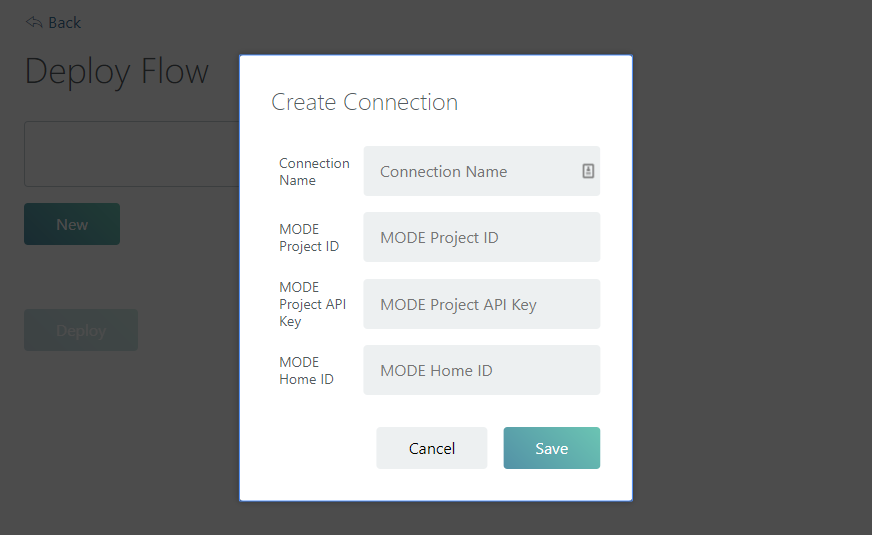 Back
Deploy Flow
New
Deploy
Create Connection
Connection
Name
Connection Name
MODE
Project ID
MODE Project ID
MODE
Project API
Key
MODE Project API Key
MODE
Home ID
MODE Home ID
Cancel
Save